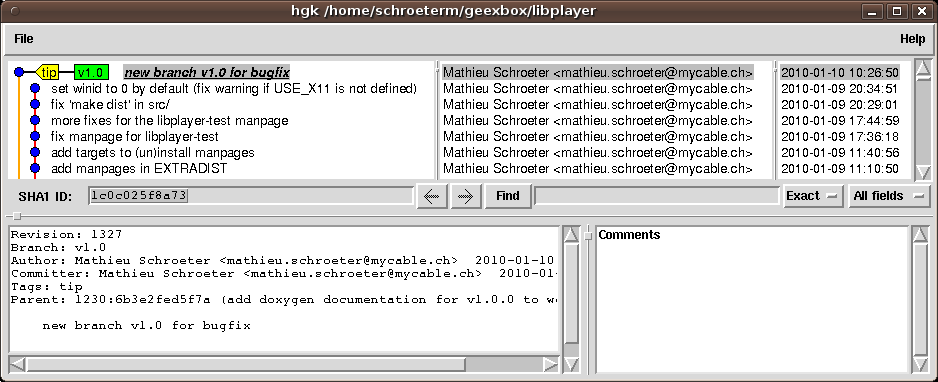 hgk /home/schroeterm/geexbox/libplayer
File Help
tip v1.0 new branch v1.0 for bugfix Mathieu Schroeter <mathieu.schroeter@mycable.ch> 2010-01-10 10:26:50
set winid to 0 by default (fix warning if USE_X11 is not defined) Mathieu Schroeter <mathieu.schroeter@mycable.ch> 2010-01-09 20:34:51
fix 'make dist' in src/ Mathieu Schroeter <mathieu.schroeter@mycable.ch> 2010-01-09 20:29:01
more fixes for the libplayer-test manpage Mathieu Schroeter <mathieu.schroeter@mycable.ch> 2010-01-09 17:44:59
fix manpage for libplayer-test Mathieu Schroeter <mathieu.schroeter@mycable.ch> 2010-01-09 17:36:18
add targets to (un)install manpages Mathieu Schroeter <mathieu.schroeter@mycable.ch> 2010-01-09 11:40:56
add manpages in EXTRADIST Mathieu Schroeter <mathieu.schroeter@mycable.ch> 2010-01-09 11:10:50
SHA1 ID: 1c0c025f8a73 Find Exact All fields
Revision: 1327
Branch: v1.0
Author: Mathieu Schroeter <mathieu.schroeter@mycable.ch> 2010-01-10
Committer: Mathieu Schroeter <mathieu.schroeter@mycable.ch> 2010-01-
Tags: tip
Parent: 1230:6b3e2fed5f7a (add doxygen documentation for v1.0.0 to w
new branch v1.0 for bugfix
Comments